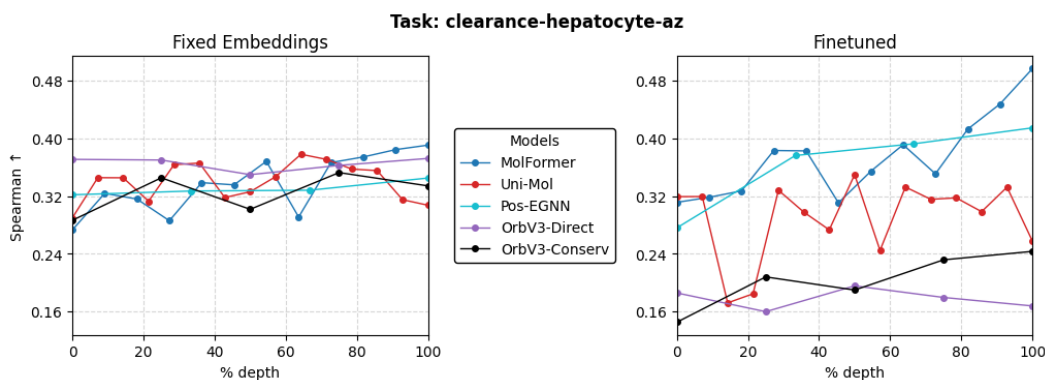 Task: clearance-hepatocyte-az
Fixed Embeddings
Spearman ↑
0.48
0.40
0.32
0.24
0.16
0 20 40 60 80 100
% depth
Models
MolFormer
Uni-Mol
Pos-EGNN
OrbV3-Direct
OrbV3-Conserv
Finetuned
0.48
0.40
0.32
0.24
0.16
0 20 40 60 80 100
% depth